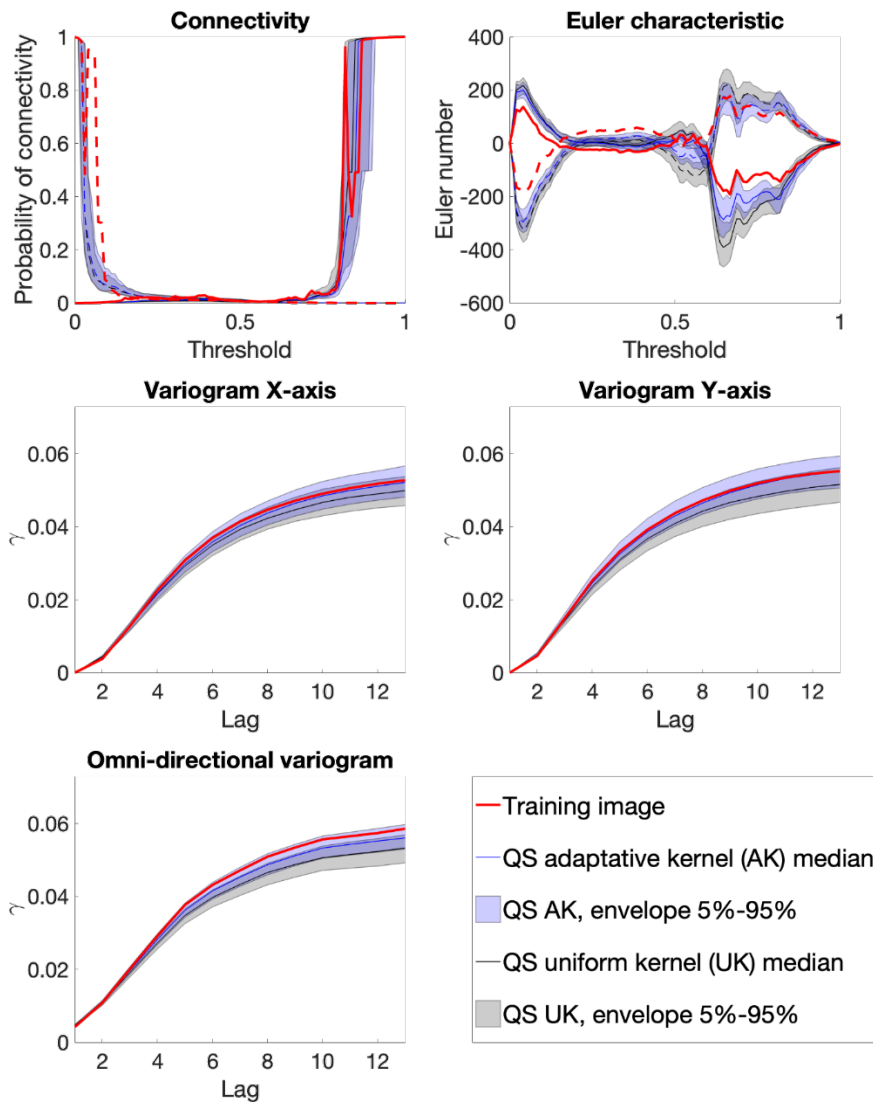 Connectivity
1
0.8
0.6
0.4
0.2
0
0
0.5
1
Probability of connectivity
Threshold
Euler characteristic
400
200
0
-200
-400
-600
0
0.5
1
Euler number
Threshold
Variogram X-axis
0.06
0.04
0.02
0
2
4
6
8
10
12
γ
Lag
Variogram Y-axis
0.06
0.04
0.02
0
2
4
6
8
10
12
γ
Lag
Omni-directional variogram
0.06
0.04
0.02
0
2
4
6
8
10
12
γ
Lag
Training image
QS adaptative kernel (AK) median
QS AK, envelope 5%-95%
QS uniform kernel (UK) median
QS UK, envelope 5%-95%